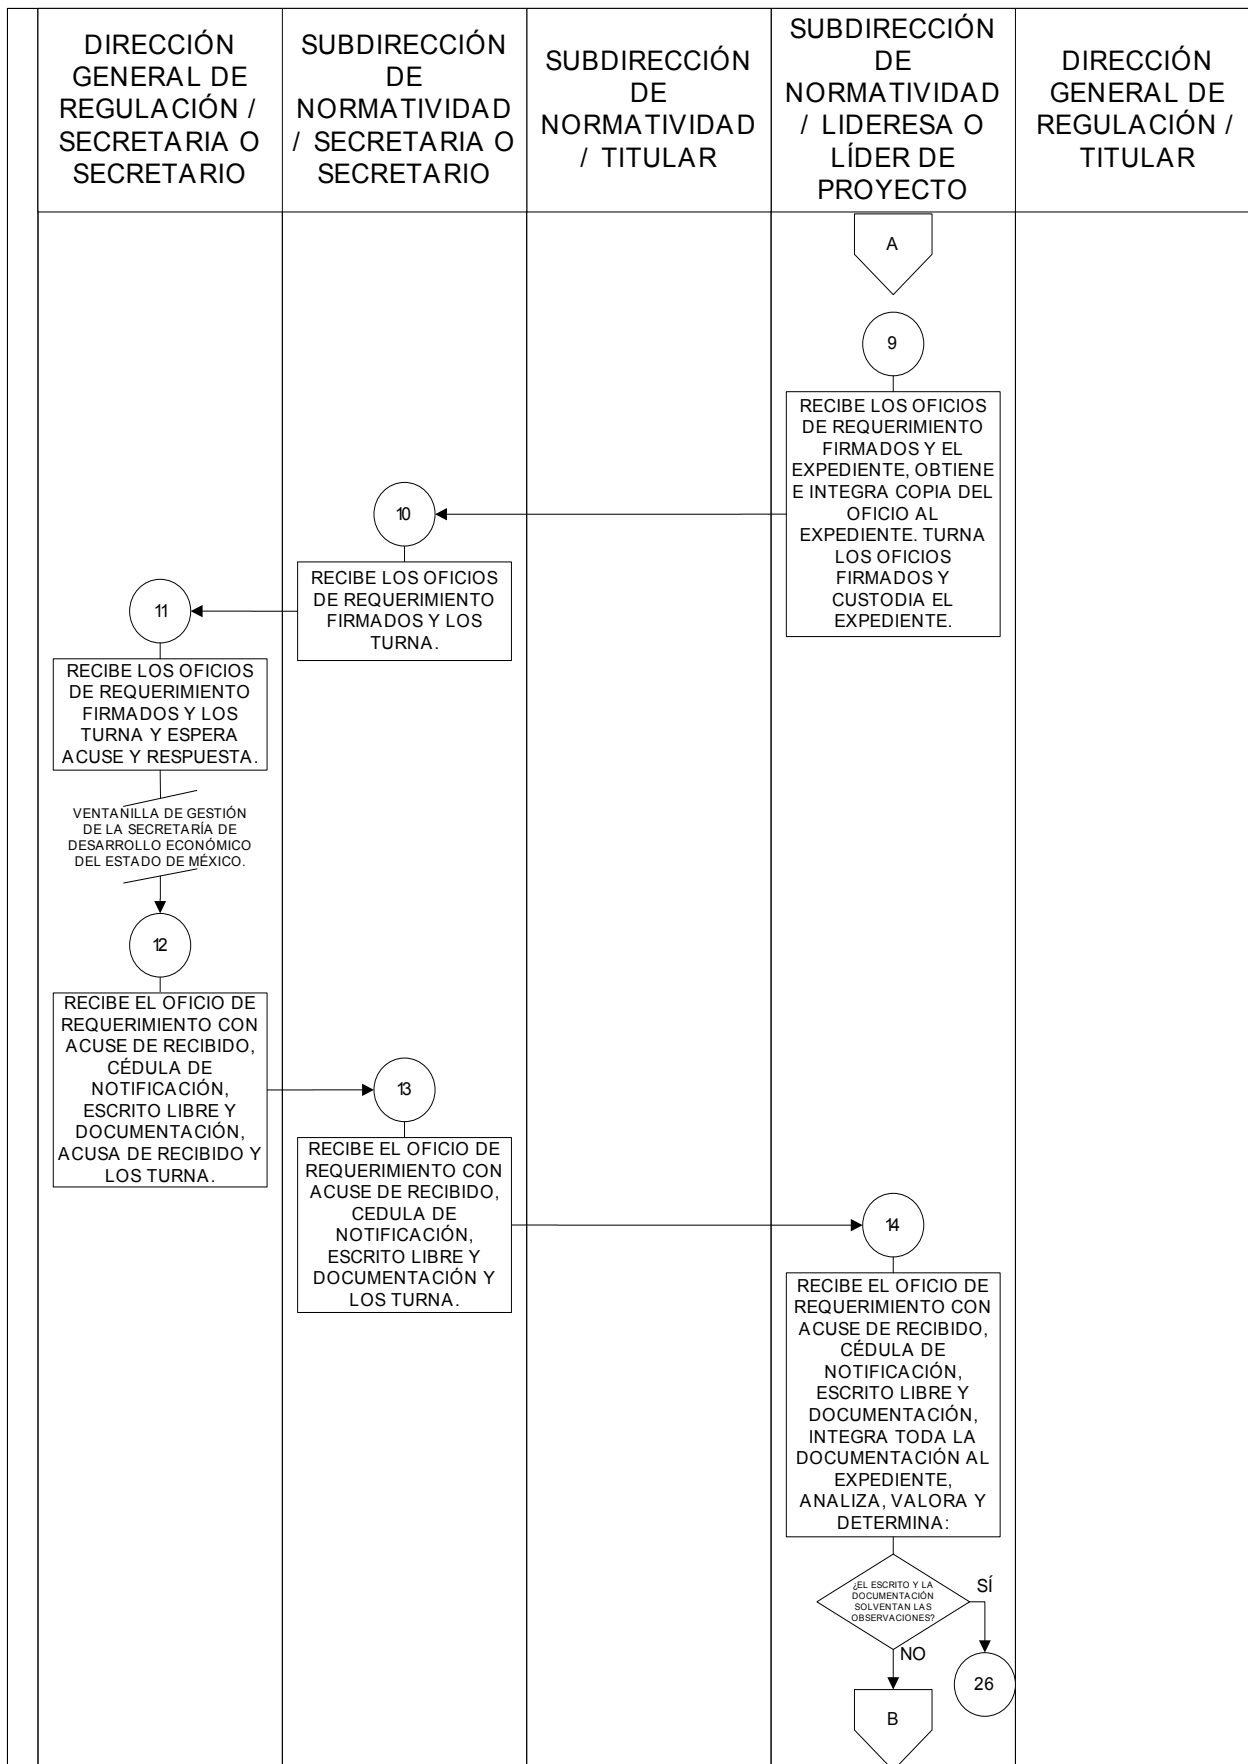 DIRECCIÓN
GENERAL DE
REGULACIÓN /
SECRETARIA O
SECRETARIO
SUBDIRECCIÓN
DE
NORMATIVIDAD
/ SECRETARIA O
SECRETARIO
SUBDIRECCIÓN
DE
NORMATIVIDAD
/ TITULAR
SUBDIRECCIÓN
DE
NORMATIVIDAD
/ LIDERESA O
LÍDER DE
PROYECTO
DIRECCIÓN
GENERAL DE
REGULACIÓN /
TITULAR
A
9
RECIBE LOS OFICIOS
DE REQUERIMIENTO
FIRMADOS Y EL
EXPEDIENTE, OBTIENE
E INTEGRA COPIA DEL
OFICIO AL
EXPEDIENTE. TURNA
LOS OFICIOS
FIRMADOS Y
CUSTODIA EL
EXPEDIENTE.
10
RECIBE LOS OFICIOS
DE REQUERIMIENTO
FIRMADOS Y LOS
TURNA.
11
RECIBE LOS OFICIOS
DE REQUERIMIENTO
FIRMADOS Y LOS
TURNA Y ESPERA
ACUSE Y RESPUESTA.
VENTANILLA DE GESTIÓN
DE LA SECRETARÍA DE
DESARROLLO ECONÓMICO
DEL ESTADO DE MÉXICO.
12
RECIBE EL OFICIO DE
REQUERIMIENTO CON
ACUSE DE RECIBIDO,
CÉDULA DE
NOTIFICACIÓN,
ESCRITO LIBRE Y
DOCUMENTACIÓN,
ACUSA DE RECIBIDO Y
LOS TURNA.
13
RECIBE EL OFICIO DE
REQUERIMIENTO CON
ACUSE DE RECIBIDO,
CEDULA DE
NOTIFICACIÓN,
ESCRITO LIBRE Y
DOCUMENTACIÓN Y
LOS TURNA.
14
RECIBE EL OFICIO DE
REQUERIMIENTO CON
ACUSE DE RECIBIDO,
CÉDULA DE
NOTIFICACIÓN,
ESCRITO LIBRE Y
DOCUMENTACIÓN,
INTEGRA TODA LA
DOCUMENTACIÓN AL
EXPEDIENTE,
ANALIZA, VALORA Y
DETERMINA:
¿EL ESCRITO Y LA
DOCUMENTACIÓN
SOLVENTAN LAS
OBSERVACIONES?
SÍ
NO
26
B